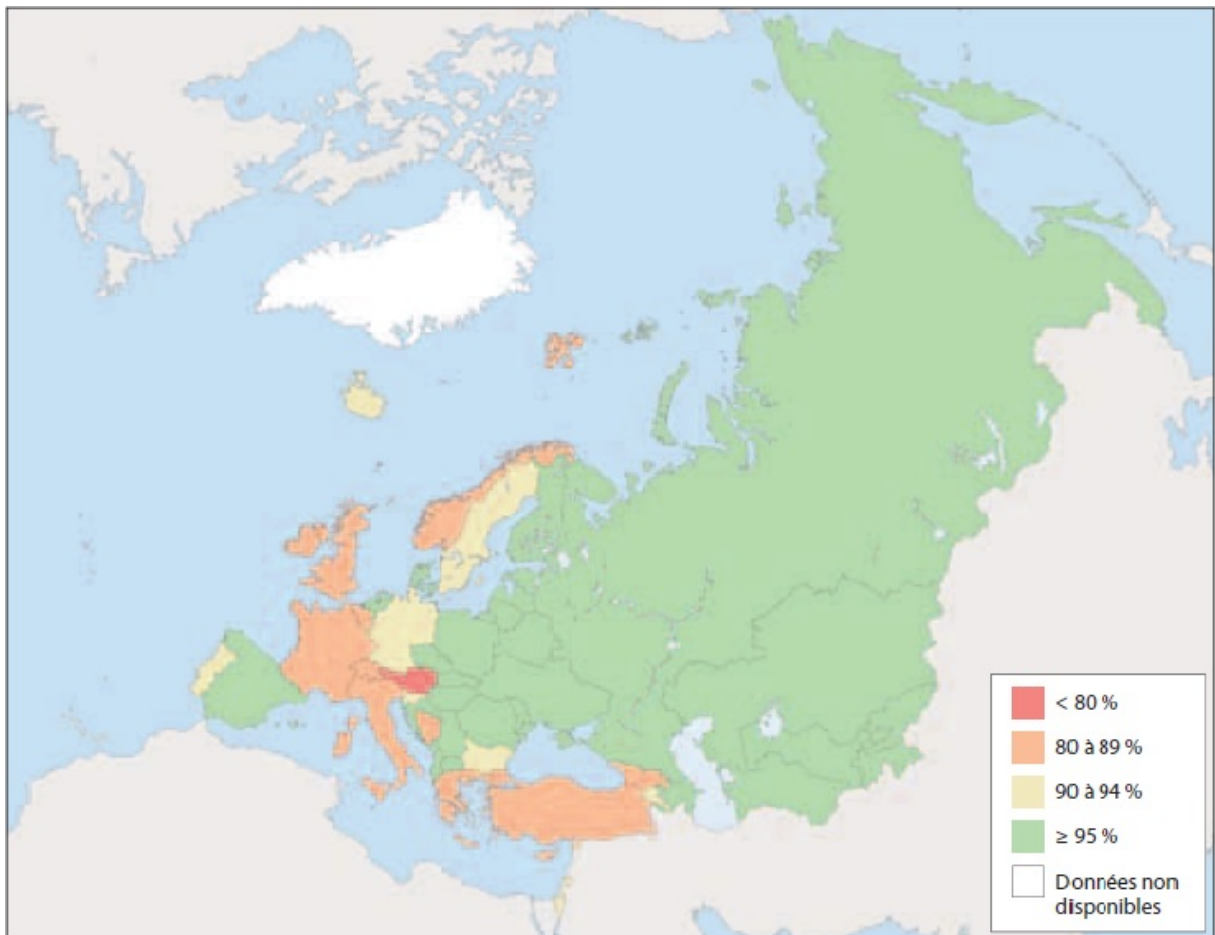 < 80 %
80 à 89 %
90 à 94 %
≥ 95 %
Données non
disponibles